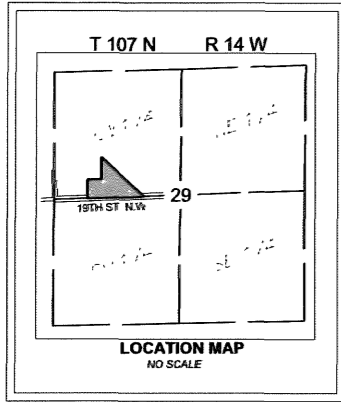 T 107 N R 14 W
29
19TH ST N.W.
LOCATION MAP
NO SCALE